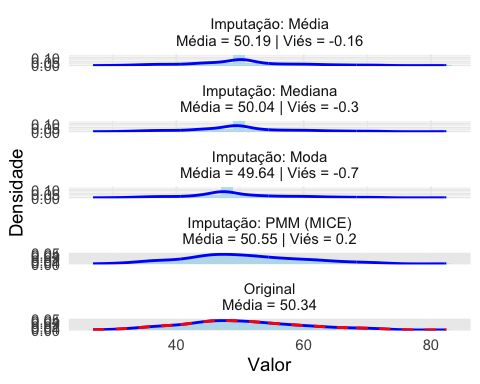 Imputação: Média
Média = 50.19 | Viés = -0.16
Imputação: Mediana
Média = 50.04 | Viés = -0.3
Imputação: Moda
Média = 49.64 | Viés = -0.7
Imputação: PMM (MICE)
Média = 50.55 | Viés = 0.2
Original
Média = 50.34
Densidade
40
60
80
Valor